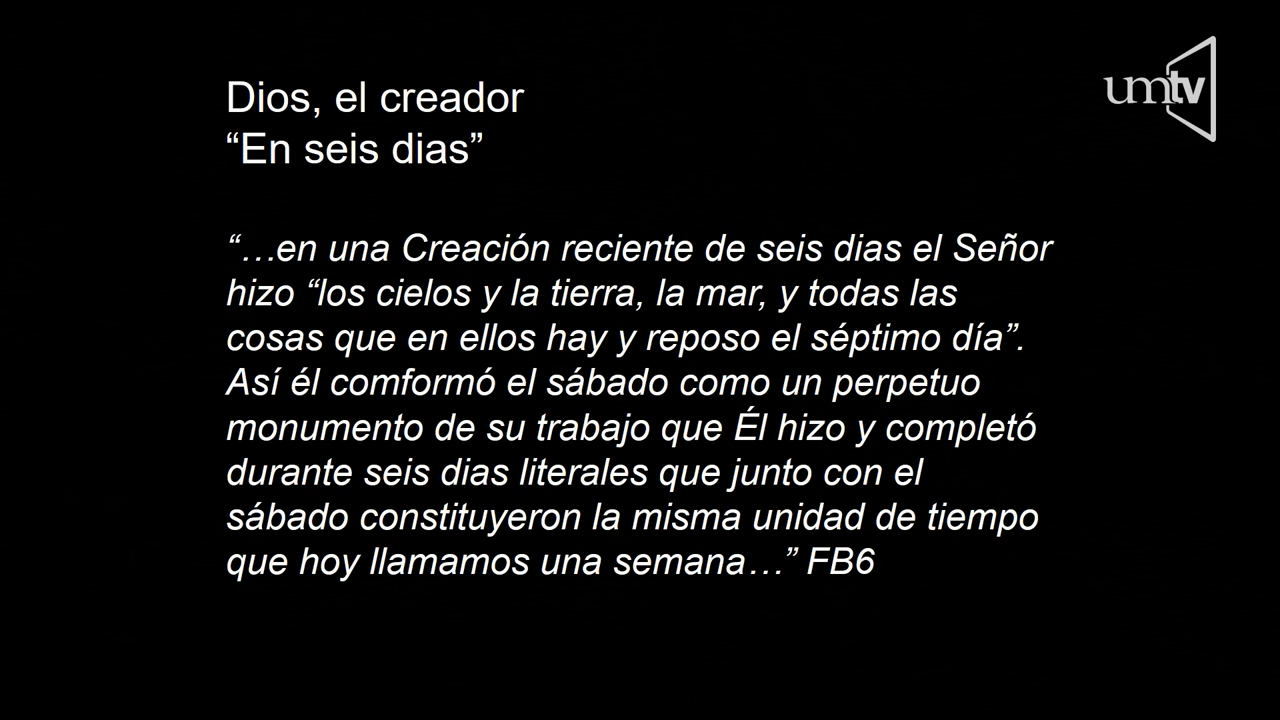 Dios, el creador
“En seis dias”
umtv
“…en una Creación reciente de seis dias el Señor
hizo “los cielos y la tierra, la mar, y todas las
cosas que en ellos hay y reposo el séptimo día”.
Así él comformó el sábado como un perpetuo
monumento de su trabajo que Él hizo y completó
durante seis dias literales que junto con el
sábado constituyeron la misma unidad de tiempo
que hoy llamamos una semana…” FB6